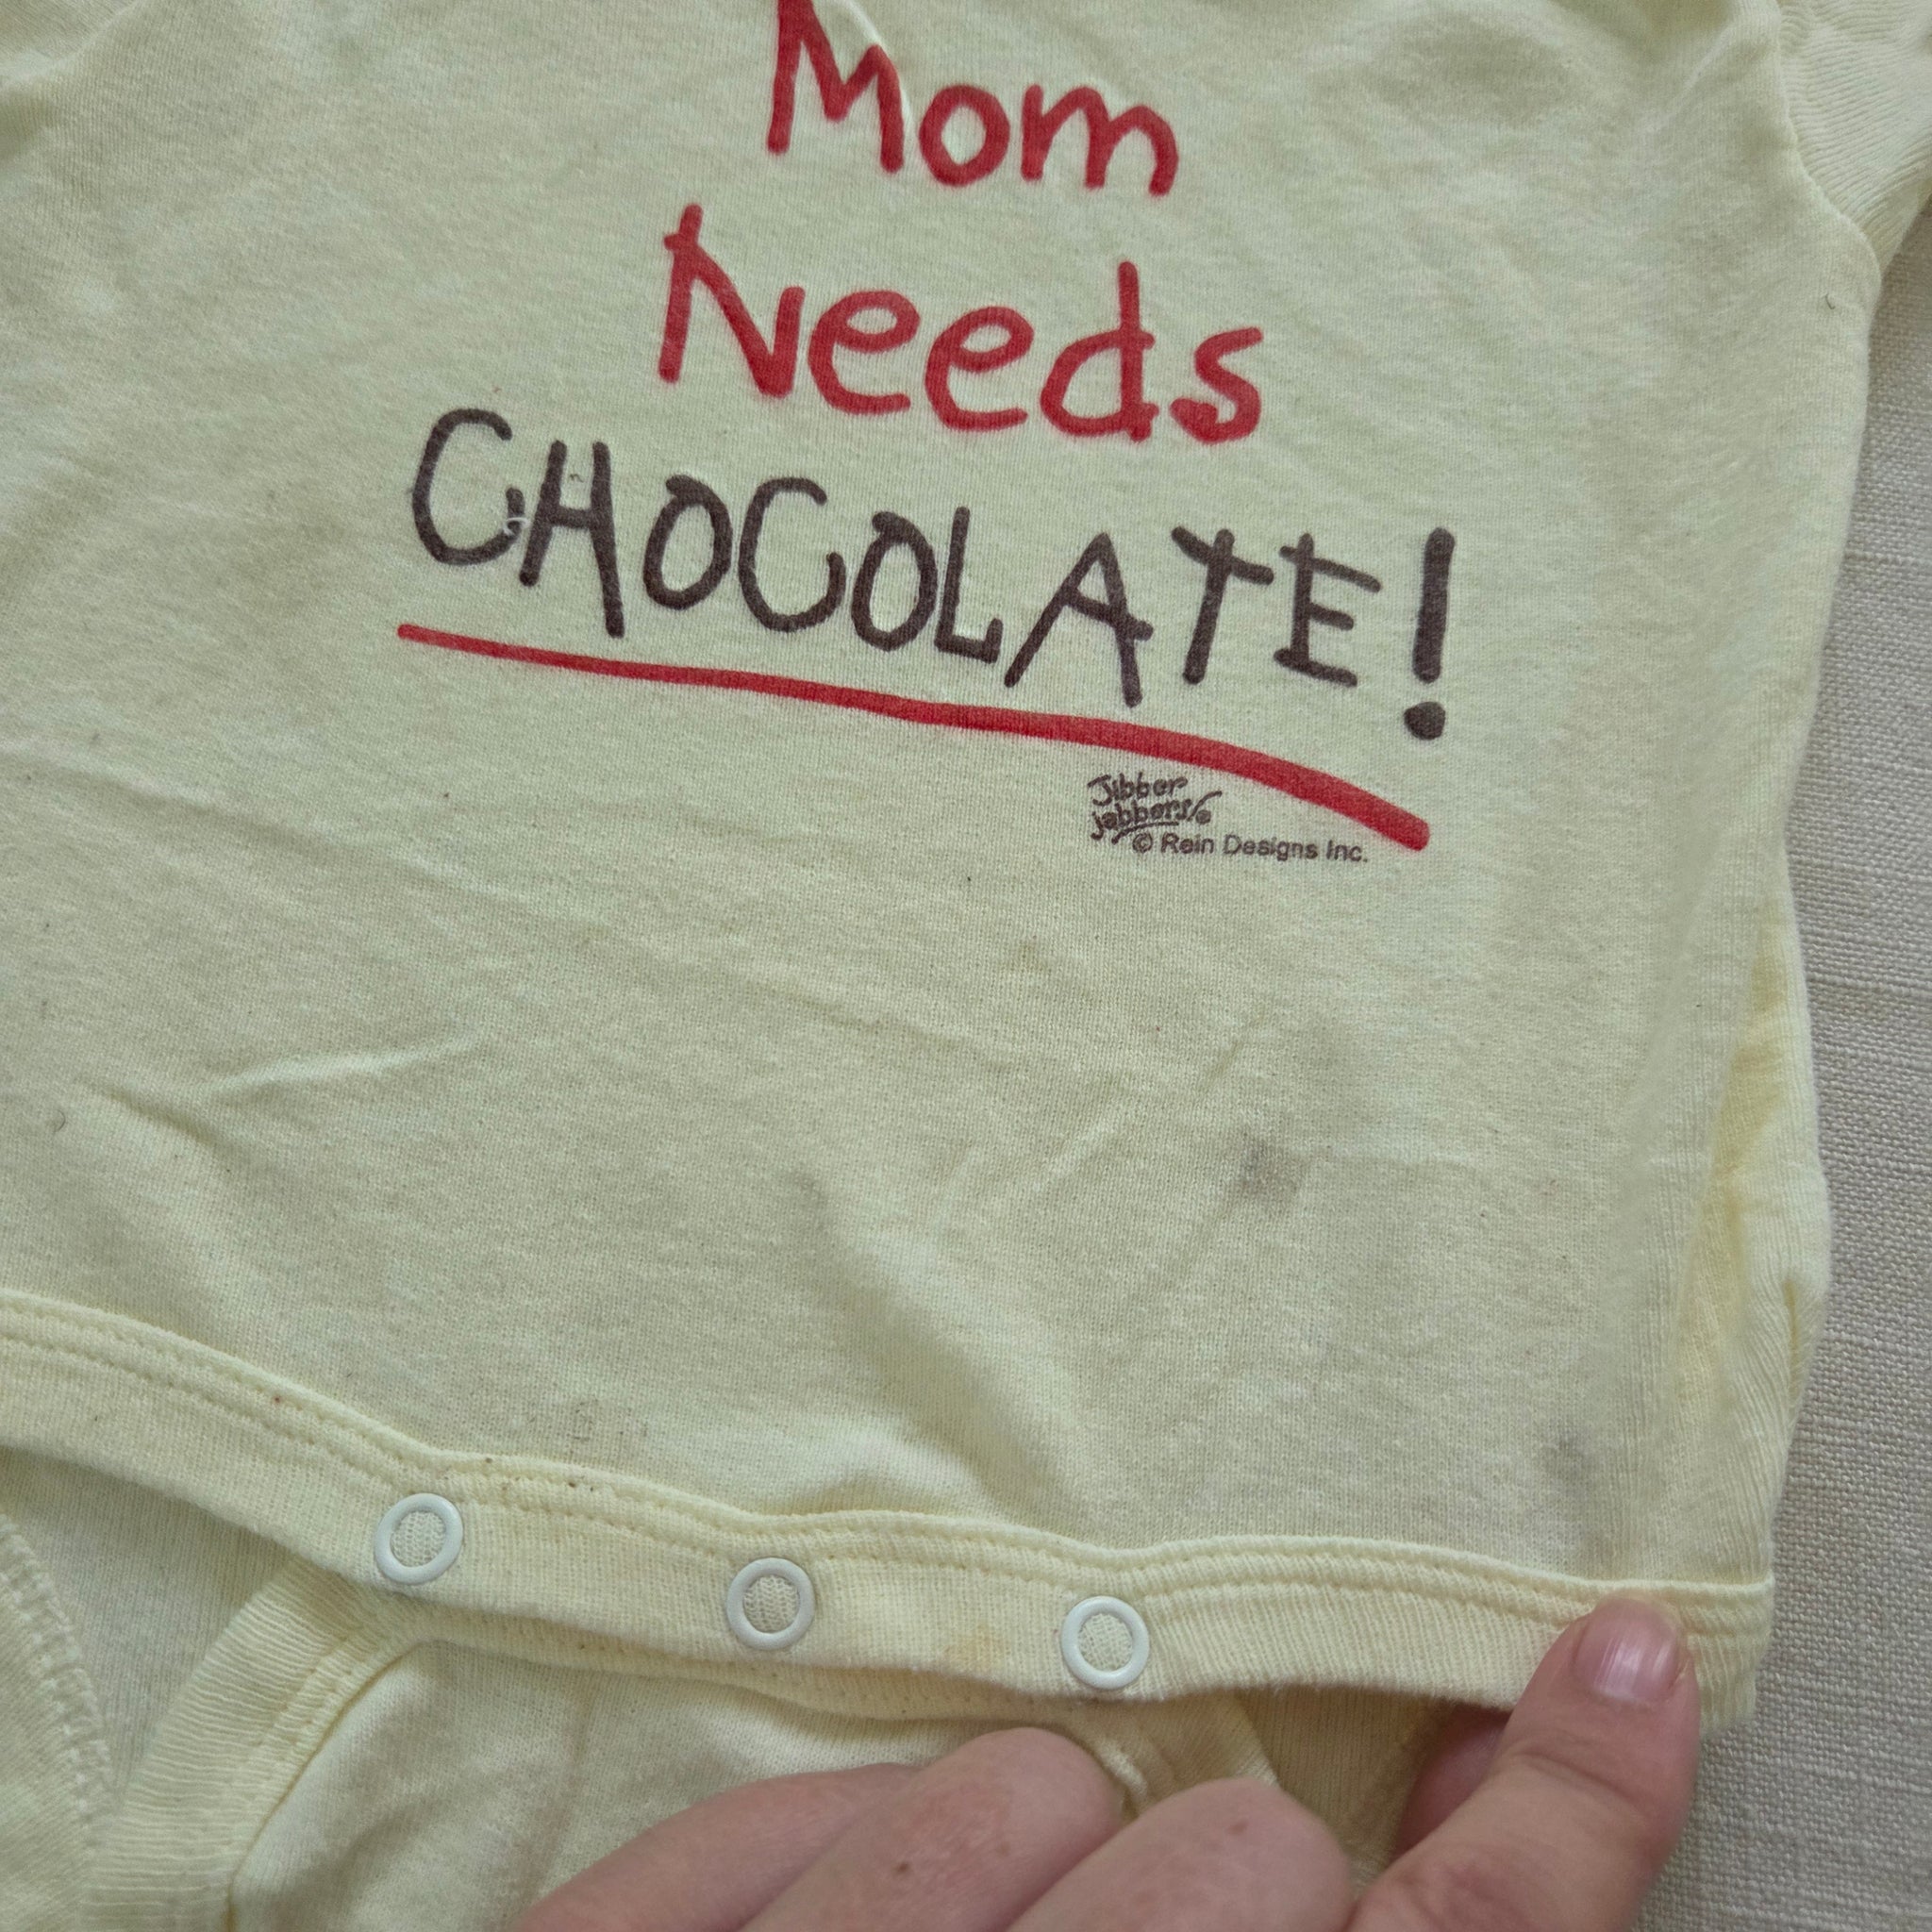 Mom
Needs
CHOCOLATE!
Jibber
jabbers
© Rein Designs Inc.